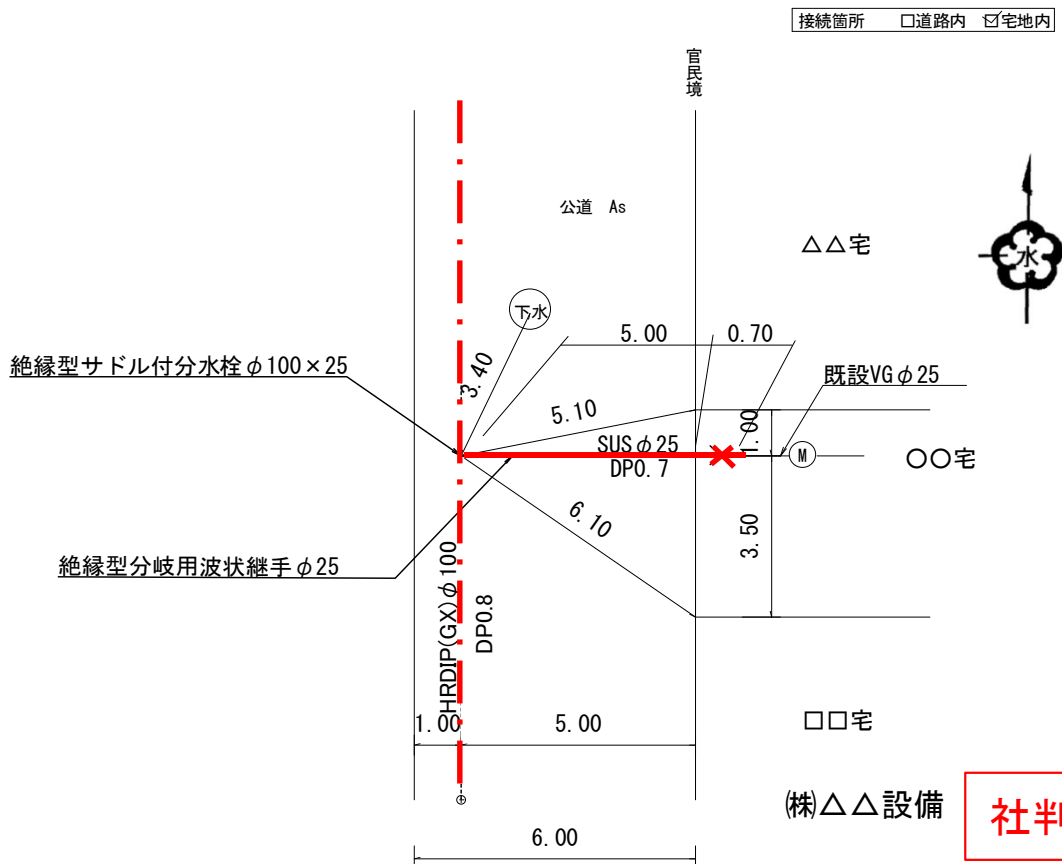 接続箇所 □道路内 ☑宅地内
官民境
公道 As
△△宅
水
下水
5.00 0.70
絶縁型サドル付分水栓φ100×25
3.40
既設VGφ25
5.10
1.00
SUSφ25
DP0.7
M
○○宅
6.10
3.50
絶縁型分岐用波状継手φ25
HRDIP(GX)φ100
DP0.8
1.00 5.00
□□宅
㈱△△設備
社判
6.00